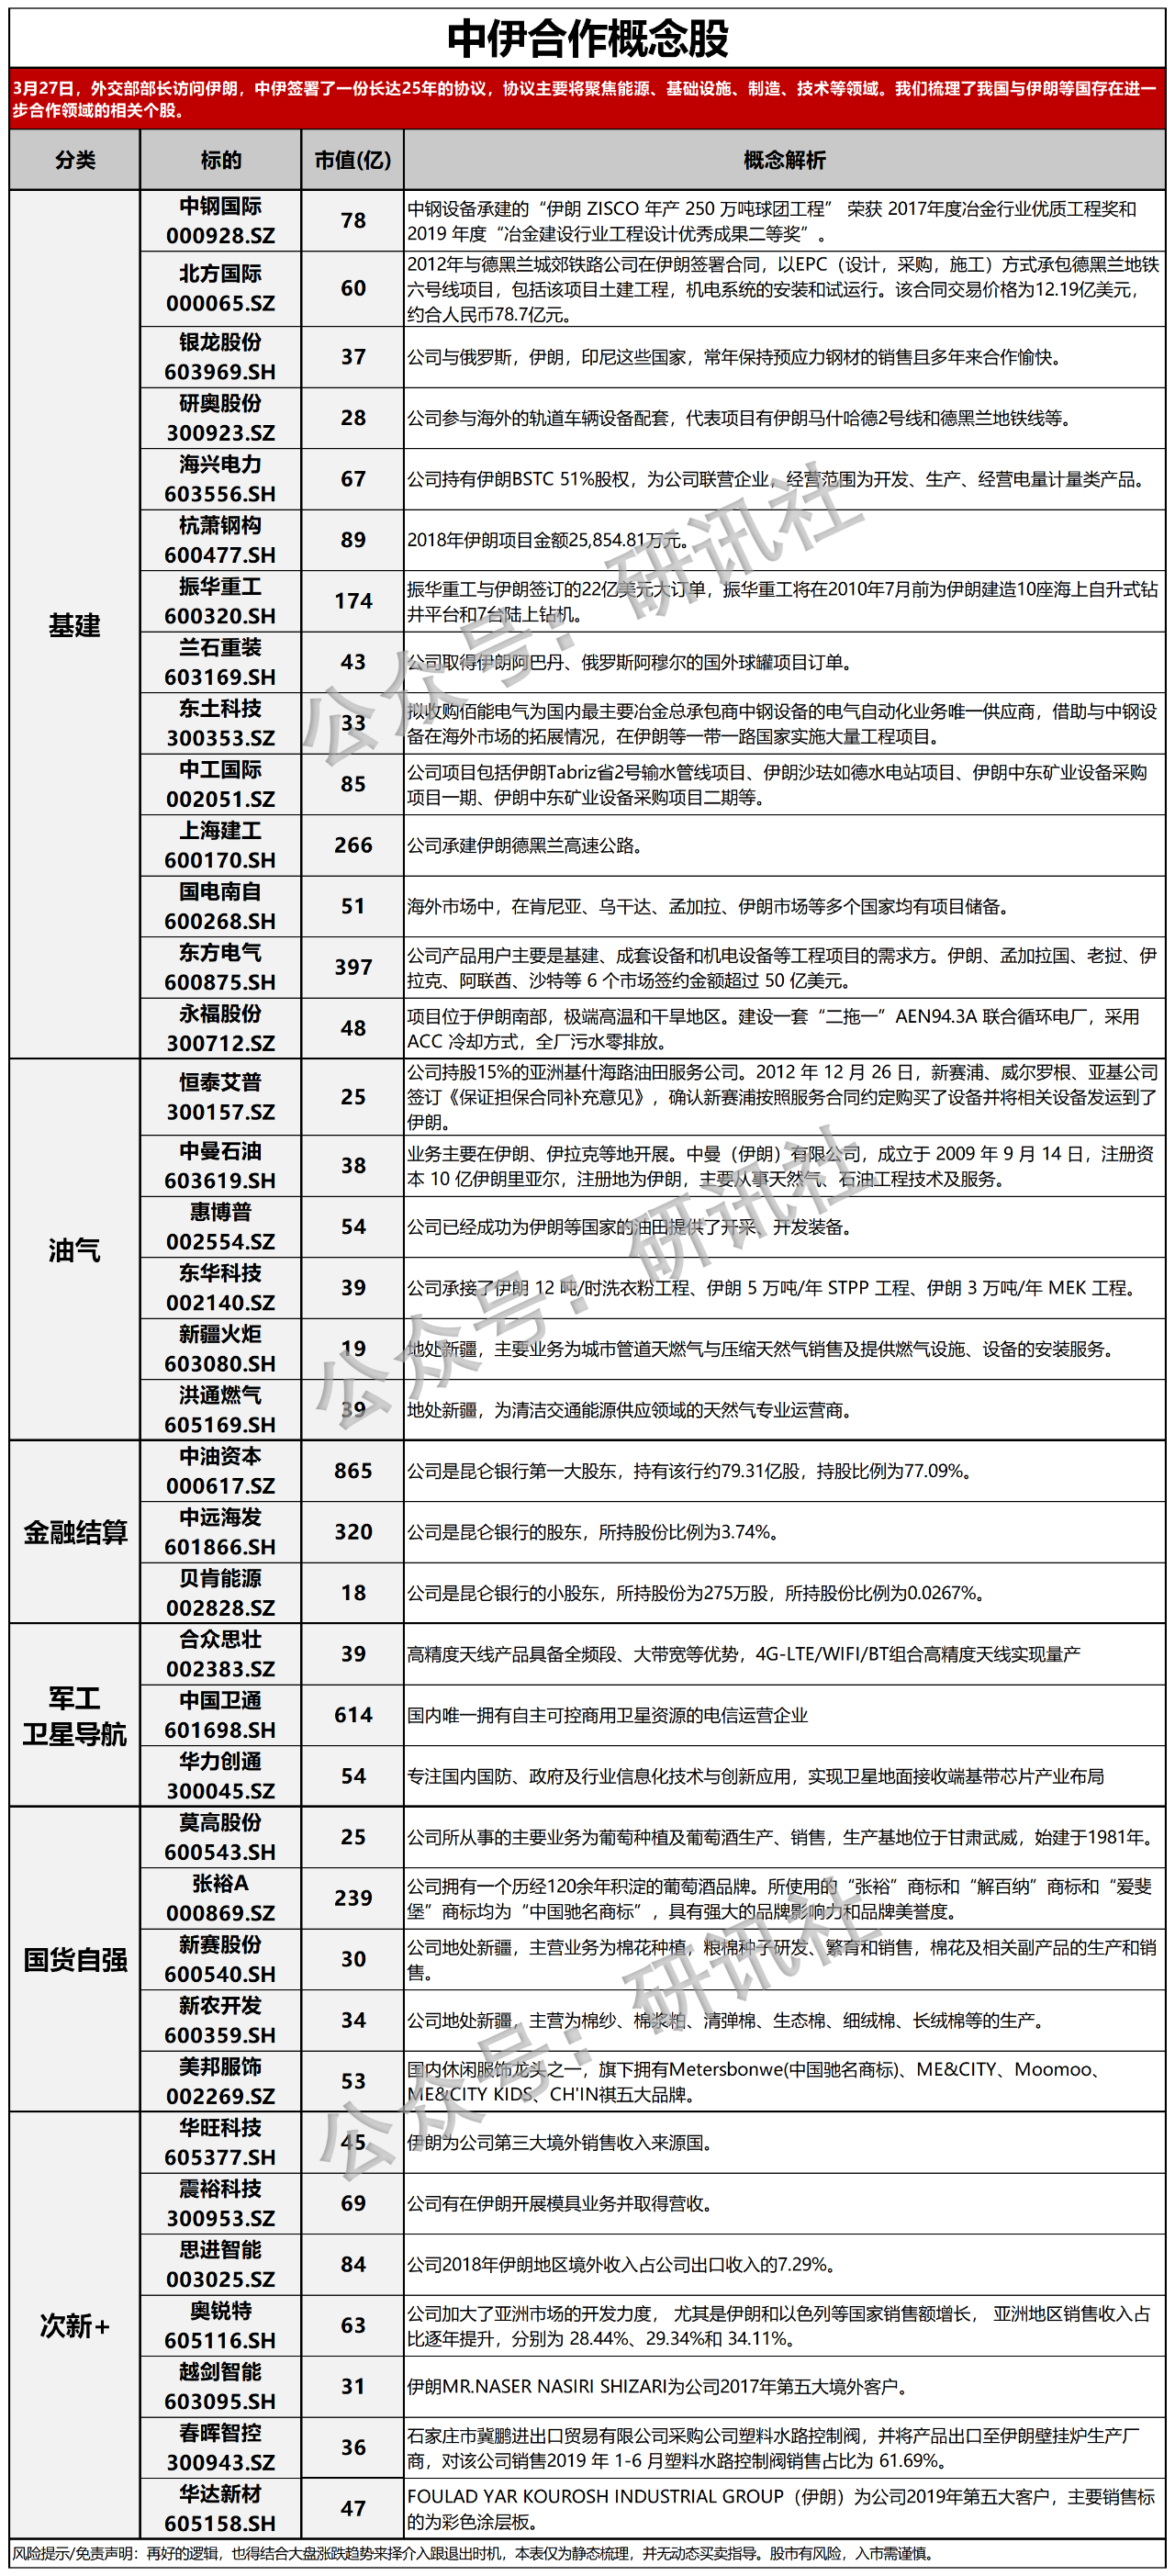 中伊合作概念股
3月27日，外交部部长访问伊朗，中伊签署了一份长达25年的协议，协议主要将聚焦能源、基础设施、制造、技术等领域。我们梳理了我国与伊朗等国存在进一
步合作领域的相关个股。
分类 标的 市值(亿) 概念解析
基建
中钢国际
000928.SZ
78
中钢设备承建的“伊朗 ZISCO 年产 250 万吨球团工程” 荣获 2017年度冶金行业优质工程奖和
2019 年度“冶金建设行业工程设计优秀成果二等奖”。
北方国际
000065.SZ
60
2012年与德黑兰城郊铁路公司在伊朗签署合同，以EPC（设计，采购，施工）方式承包德黑兰地铁
六号线项目，包括该项目土建工程，机电系统的安装和试运行。该合同交易价格为12.19亿美元，
约合人民币78.7亿元。
银龙股份
603969.SH
37
公司与俄罗斯，伊朗，印尼这些国家，常年保持预应力钢材的销售且多年来合作愉快。
研奥股份
300923.SZ
28
公司参与海外的轨道车辆设备配套，代表项目有伊朗马什哈德2号线和德黑兰地铁线等。
海兴电力
603556.SH
67
公司持有伊朗BSTC 51%股权，为公司联营企业，经营范围为开发、生产、经营电量计量类产品。
杭萧钢构
600477.SH
89
2018年伊朗项目金额25,854.81万元。
振华重工
600320.SH
174
振华重工与伊朗签订的22亿美元大订单，振华重工将在2010年7月前为伊朗建造10座海上自升式钻
井平台和7台陆上钻机。
兰石重装
603169.SH
43
公司取得伊朗阿巴丹、俄罗斯阿穆尔的国外球罐项目订单。
东土科技
300353.SZ
33
拟收购佰能电气为国内最主要冶金总承包商中钢设备的电气自动化业务唯一供应商，借助与中钢设
备在海外市场的拓展情况，在伊朗等一带一路国家实施大量工程项目。
中工国际
002051.SZ
85
公司项目包括伊朗Tabriz省2号输水管线项目、伊朗沙珐如德水电站项目、伊朗中东矿业设备采购
项目一期、伊朗中东矿业设备采购项目二期等。
上海建工
600170.SH
266
公司承建伊朗德黑兰高速公路。
国电南自
600268.SH
51
海外市场中，在肯尼亚、乌干达、孟加拉、伊朗市场等多个国家均有项目储备。
东方电气
600875.SH
397
公司产品用户主要是基建、成套设备和机电设备等工程项目的需求方。伊朗、孟加拉国、老挝、伊
拉克、阿联酋、沙特等 6 个市场签约金额超过 50 亿美元。
永福股份
300712.SZ
48
项目位于伊朗南部，极端高温和干旱地区。建设一套“二拖一”AEN94.3A 联合循环电厂，采用
ACC 冷却方式，全厂污水零排放。
油气
恒泰艾普
300157.SZ
25
公司持股15%的亚洲基什海路油田服务公司。2012 年 12 月 26 日，新赛浦、威尔罗根、亚基公司
签订《保证担保合同补充意见》，确认新赛浦按照服务合同约定购买了设备并将相关设备发运到了
伊朗。
中曼石油
603619.SH
38
业务主要在伊朗、伊拉克等地开展。中曼（伊朗）有限公司，成立于 2009 年 9 月 14 日，注册资
本 10 亿伊朗里亚尔，注册地为伊朗，主要从事天然气、石油工程技术及服务。
惠博普
002554.SZ
54
公司已经成功为伊朗等国家的油田提供了开采、开发装备。
东华科技
002140.SZ
39
公司承接了伊朗 12 吨/时洗衣粉工程、伊朗 5 万吨/年 STPP 工程、伊朗 3 万吨/年 MEK 工程。
新疆火炬
603080.SH
19
地处新疆，主要业务为城市管道天燃气与压缩天然气销售及提供燃气设施、设备的安装服务。
洪通燃气
605169.SH
39
地处新疆，为清洁交通能源供应领域的天然气专业运营商。
金融结算
中油资本
000617.SZ
865
公司是昆仑银行第一大股东，持有该行约79.31亿股，持股比例为77.09%。
中远海发
601866.SH
320
公司是昆仑银行的股东，所持股份比例为3.74%。
贝肯能源
002828.SZ
18
公司是昆仑银行的小股东，所持股份为275万股，所持股份比例为0.0267%。
军工
卫星导航
合众思壮
002383.SZ
39
高精度天线产品具备全频段、大带宽等优势，4G-LTE/WIFI/BT组合高精度天线实现量产
中国卫通
601698.SH
614
国内唯一拥有自主可控商用卫星资源的电信运营企业
华力创通
300045.SZ
54
专注国内国防、政府及行业信息化技术与创新应用，实现卫星地面接收端基带芯片产业布局
国货自强
莫高股份
600543.SH
25
公司所从事的主要业务为葡萄种植及葡萄酒生产、销售，生产基地位于甘肃武威，始建于1981年。
张裕A
000869.SZ
239
公司拥有一个历经120余年积淀的葡萄酒品牌。所使用的“张裕”商标和“解百纳”商标和“爱斐
堡”商标均为“中国驰名商标”，具有强大的品牌影响力和品牌美誉度。
新赛股份
600540.SH
30
公司地处新疆，主营业务为棉花种植，粮棉种子研发、繁育和销售，棉花及相关副产品的生产和销
售。
新农开发
600359.SH
34
公司地处新疆，主营为棉纱、棉浆粕、清弹棉、生态棉、细绒棉、长绒棉等的生产。
美邦服饰
002269.SZ
53
国内休闲服饰龙头之一，旗下拥有Metersbonwe(中国驰名商标)、ME&CITY、Moomoo、
ME&CITY KIDS、CH'IN祺五大品牌。
次新+
华旺科技
605377.SH
45
伊朗为公司第三大境外销售收入来源国。
震裕科技
300953.SZ
69
公司有在伊朗开展模具业务并取得营收。
思进智能
003025.SZ
84
公司2018年伊朗地区境外收入占公司出口收入的7.29%。
奥锐特
605116.SH
63
公司加大了亚洲市场的开发力度， 尤其是伊朗和以色列等国家销售额增长， 亚洲地区销售收入占
比逐年提升，分别为 28.44%、29.34%和 34.11%。
越剑智能
603095.SH
31
伊朗MR.NASER NASIRI SHIZARI为公司2017年第五大境外客户。
春晖智控
300943.SZ
36
石家庄市冀鹏进出口贸易有限公司采购公司塑料水路控制阀，并将产品出口至伊朗壁挂炉生产厂
商，对该公司销售2019 年 1-6 月塑料水路控制阀销售占比为 61.69%。
华达新材
605158.SH
47
FOULAD YAR KOUROSH INDUSTRIAL GROUP（伊朗）为公司2019年第五大客户，主要销售标
的为彩色涂层板。
风险提示/免责声明：再好的逻辑，也得结合大盘涨跌趋势来择介入跟退出时机，本表仅为静态梳理，并无动态买卖指导。股市有风险，入市需谨慎。
公众号：研讯社
公众号：研讯社
公众号：研讯社